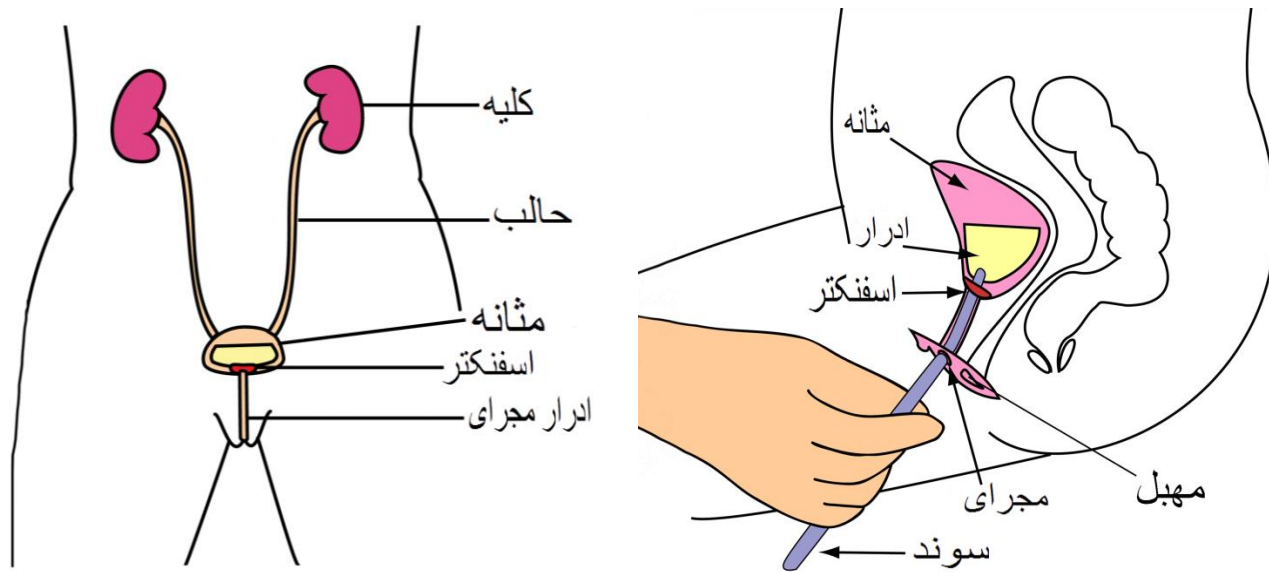 کلیه
حالب
مثانه
اسفنکتر
ادرار مجرای
مثانه
ادرار
اسفنکتر
مجرای
مهبل
سوند